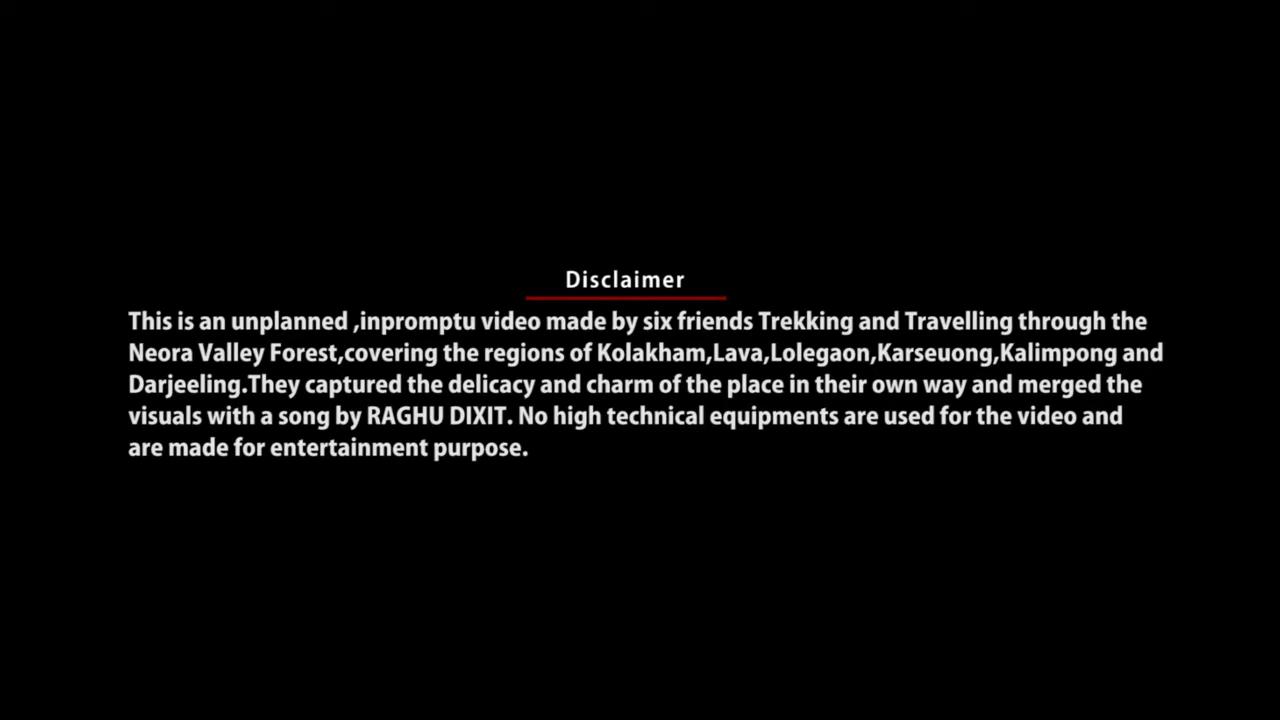 Disclaimer
This is an unplanned ,inpromptu video made by six friends Trekking and Travelling through the
Neora Valley Forest,covering the regions of Kolakham,Lava,Lolegaon,Karseuong,Kalimpong and
Darjeeling.They captured the delicacy and charm of the place in their own way and merged the
visuals with a song by RAGHU DIXIT. No high technical equipments are used for the video and
are made for entertainment purpose.